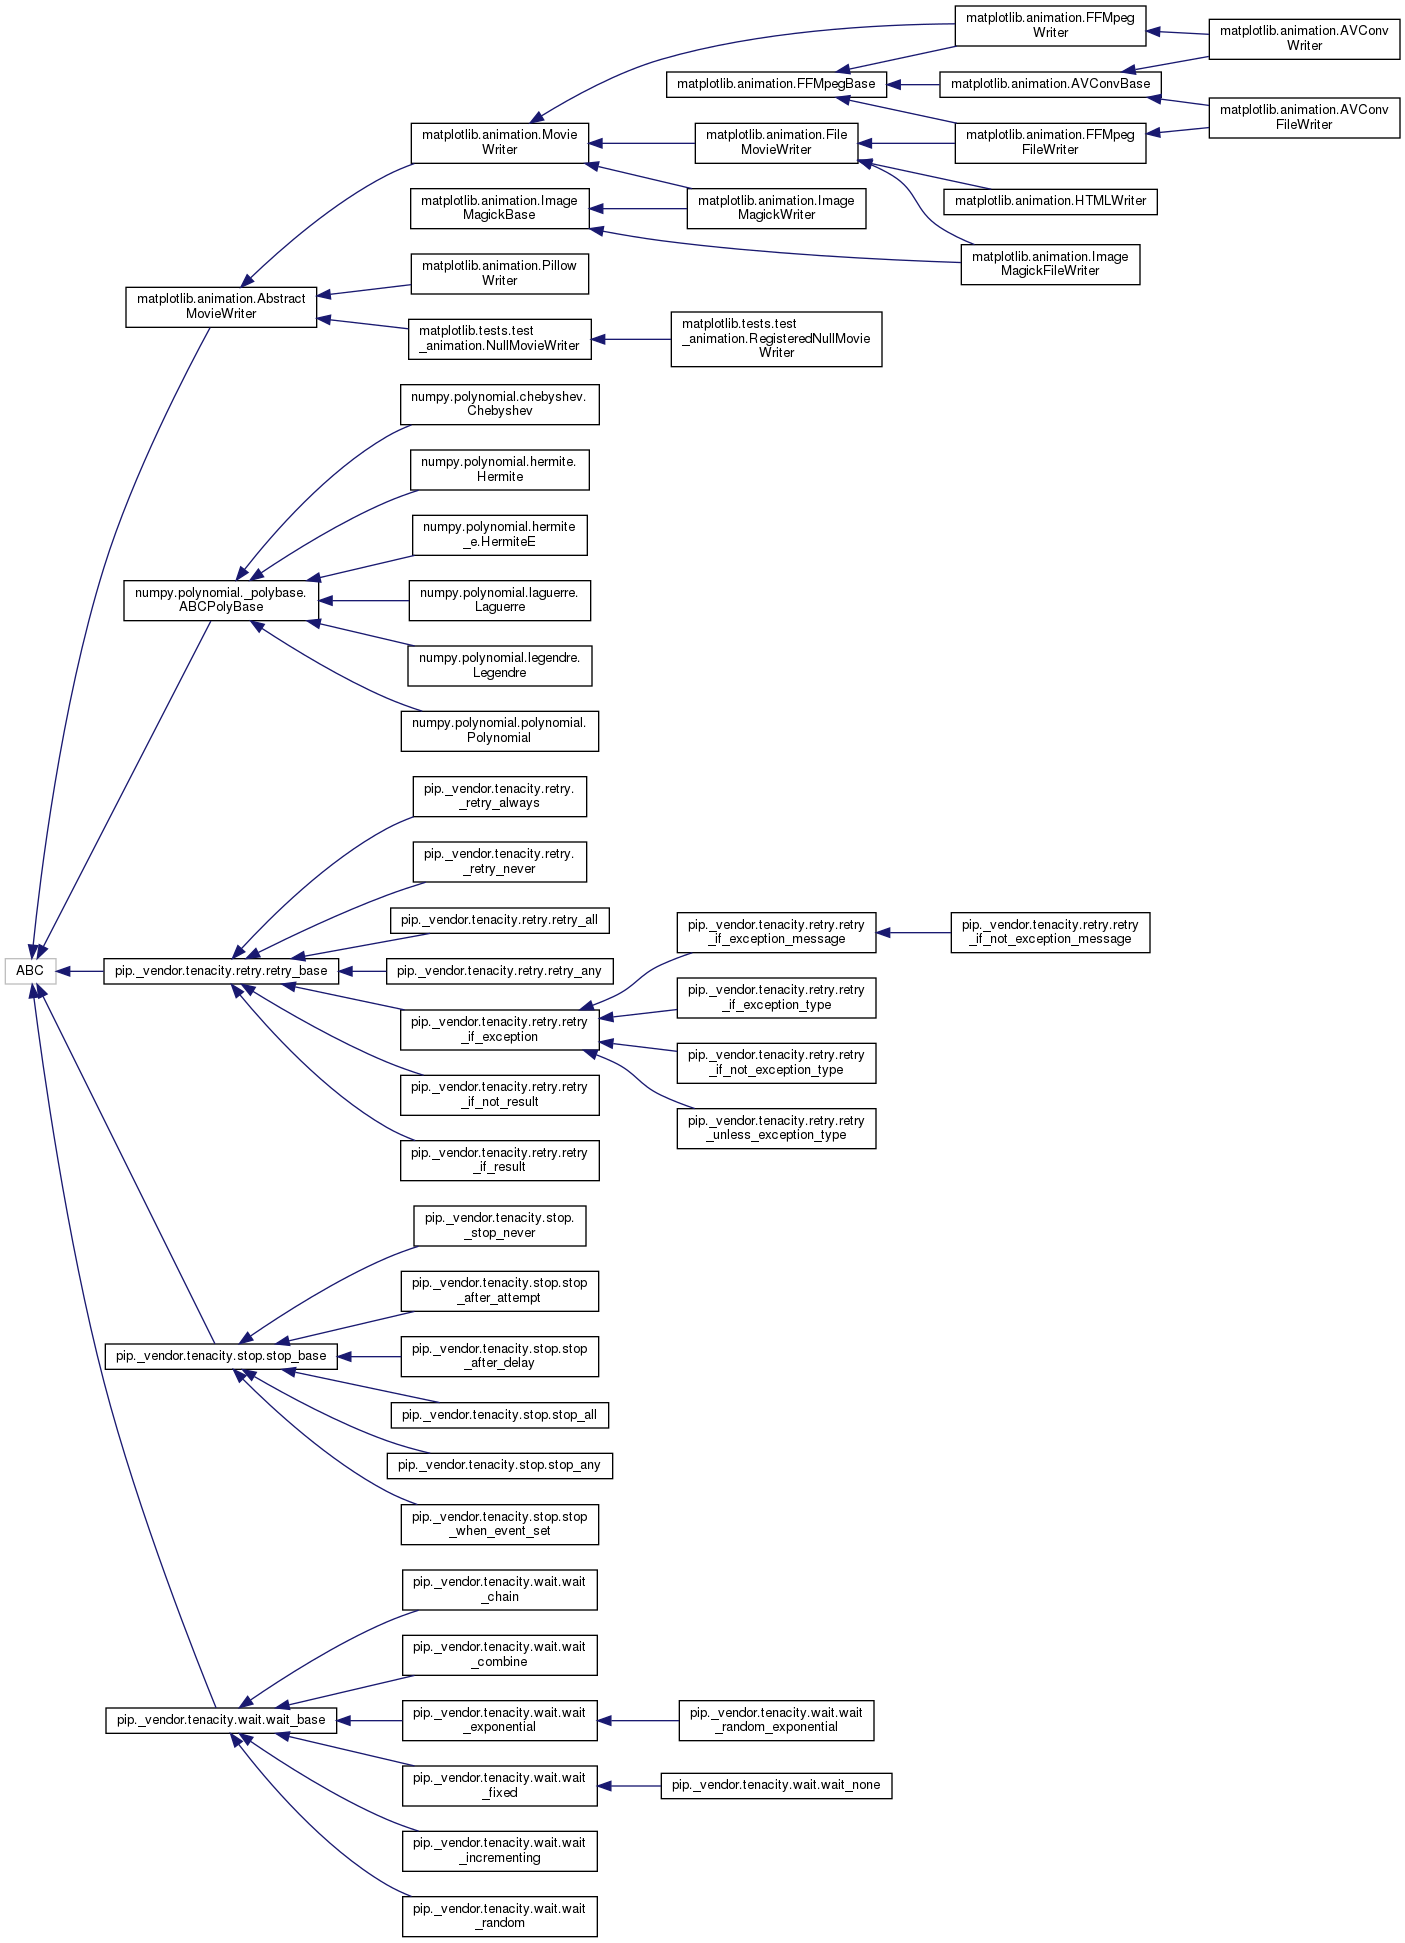 matplotlib.animation.FFMpeg
Writer
matplotlib.animation.AVConv
Writer
matplotlib.animation.FFMpegBase
matplotlib.animation.AVConvBase
matplotlib.animation.AVConv
FileWriter
matplotlib.animation.Movie
Writer
matplotlib.animation.File
MovieWriter
matplotlib.animation.FFMpeg
FileWriter
matplotlib.animation.Image
MagickBase
matplotlib.animation.Image
MagickWriter
matplotlib.animation.HTMLWriter
matplotlib.animation.Image
MagickFileWriter
matplotlib.animation.Pillow
Writer
matplotlib.animation.Abstract
MovieWriter
matplotlib.tests.test
_animation.NullMovieWriter
matplotlib.tests.test
_animation.RegisteredNullMovie
Writer
numpy.polynomial.chebyshev.
Chebyshev
numpy.polynomial.hermite.
Hermite
numpy.polynomial.hermite
_e.HermiteE
numpy.polynomial._polybase.
ABCPolyBase
numpy.polynomial.laguerre.
Laguerre
numpy.polynomial.legendre.
Legendre
numpy.polynomial.polynomial.
Polynomial
pip._vendor.tenacity.retry.
_retry_always
pip._vendor.tenacity.retry.
_retry_never
pip._vendor.tenacity.retry.retry_all
pip._vendor.tenacity.retry.retry
_if_exception_message
pip._vendor.tenacity.retry.retry
_if_not_exception_message
ABC
pip._vendor.tenacity.retry.retry_base
pip._vendor.tenacity.retry.retry_any
pip._vendor.tenacity.retry.retry
_if_exception_type
pip._vendor.tenacity.retry.retry
_if_exception
pip._vendor.tenacity.retry.retry
_if_not_exception_type
pip._vendor.tenacity.retry.retry
_if_not_result
pip._vendor.tenacity.retry.retry
_unless_exception_type
pip._vendor.tenacity.retry.retry
_if_result
pip._vendor.tenacity.stop.
_stop_never
pip._vendor.tenacity.stop.stop
_after_attempt
pip._vendor.tenacity.stop.stop_base
pip._vendor.tenacity.stop.stop
_after_delay
pip._vendor.tenacity.stop.stop_all
pip._vendor.tenacity.stop.stop_any
pip._vendor.tenacity.stop.stop
_when_event_set
pip._vendor.tenacity.wait.wait
_chain
pip._vendor.tenacity.wait.wait
_combine
pip._vendor.tenacity.wait.wait_base
pip._vendor.tenacity.wait.wait
_exponential
pip._vendor.tenacity.wait.wait
_random_exponential
pip._vendor.tenacity.wait.wait
_fixed
pip._vendor.tenacity.wait.wait_none
pip._vendor.tenacity.wait.wait
_incrementing
pip._vendor.tenacity.wait.wait
_random